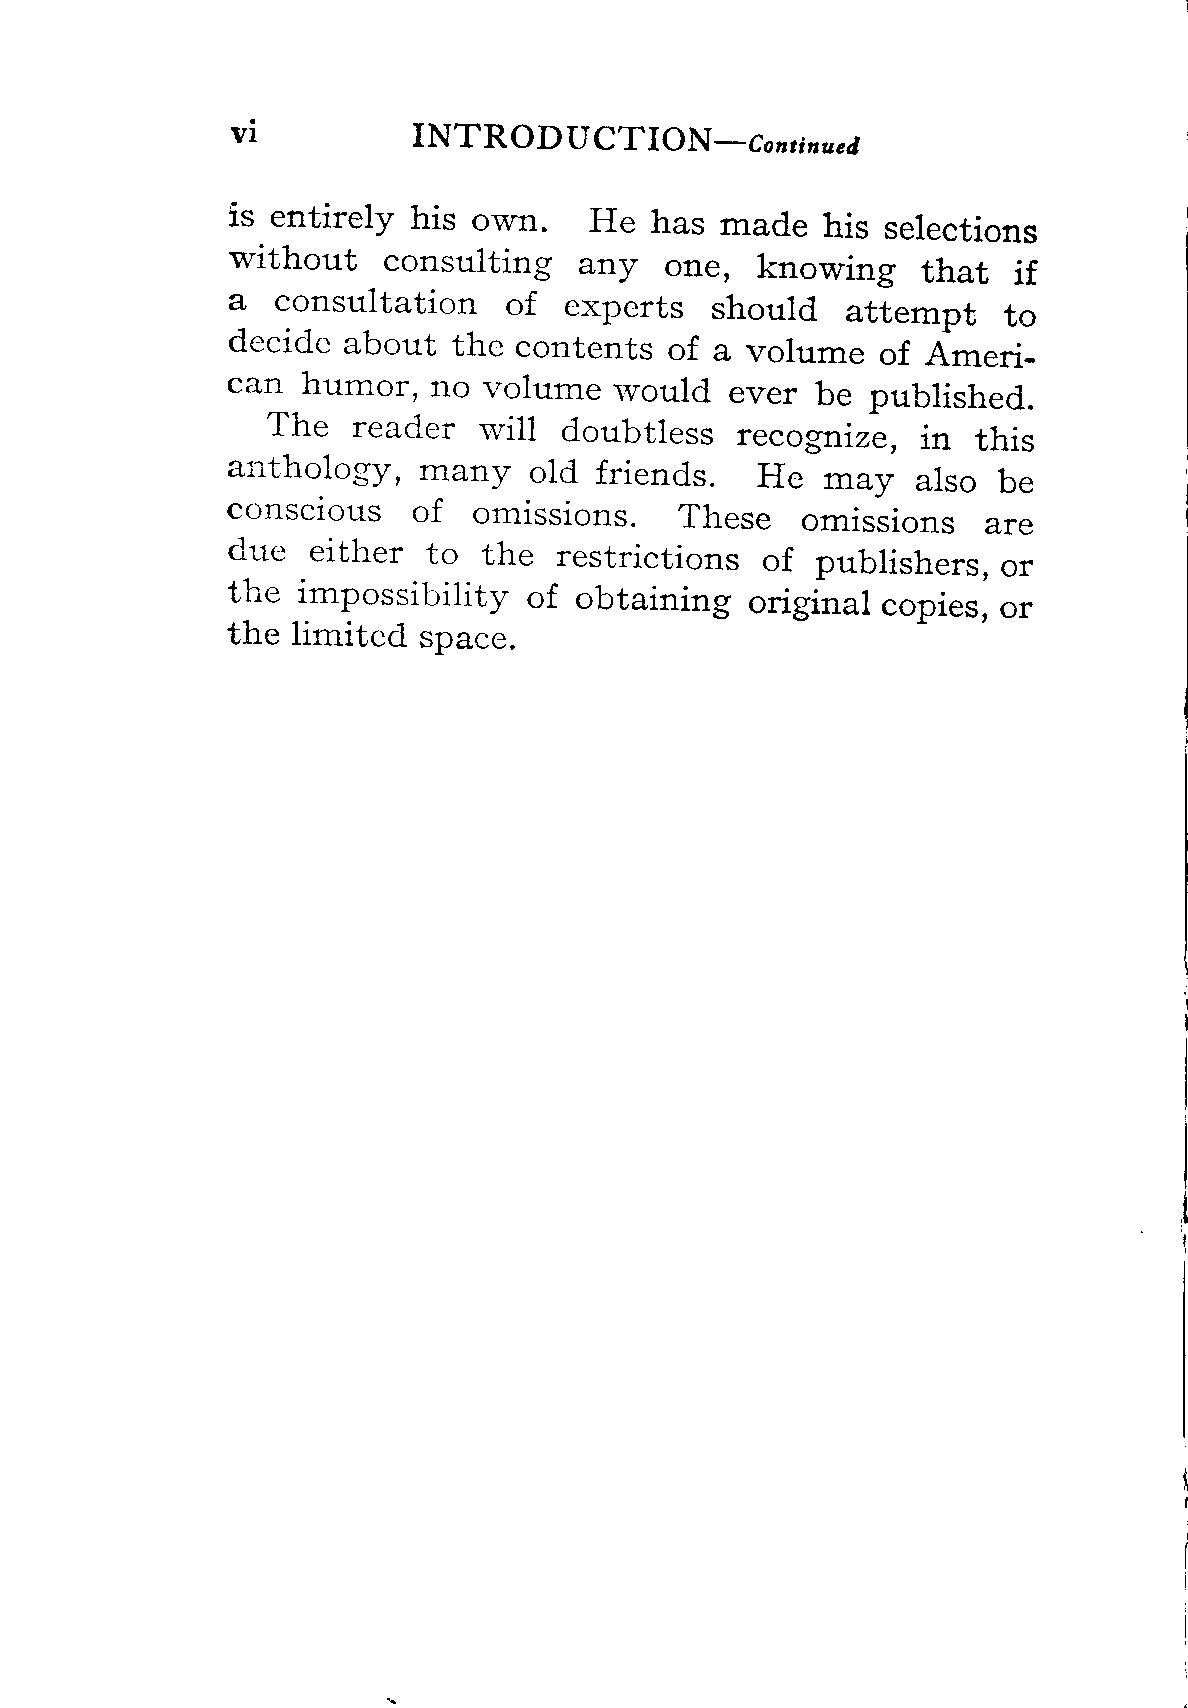 vi INTRODUCTION—Continued
is entirely his own. He has made his selections
without consulting any one, knowing that if
a consultation of experts should attempt to
decide about the contents of a volume of Ameri-
can humor, no volume would ever be published.
The reader will doubtless recognize, in this
anthology, many old friends. He may also be
conscious of omissions. These omissions are
due either to the restrictions of publishers, or
the impossibility of obtaining original copies, or
the limited space.